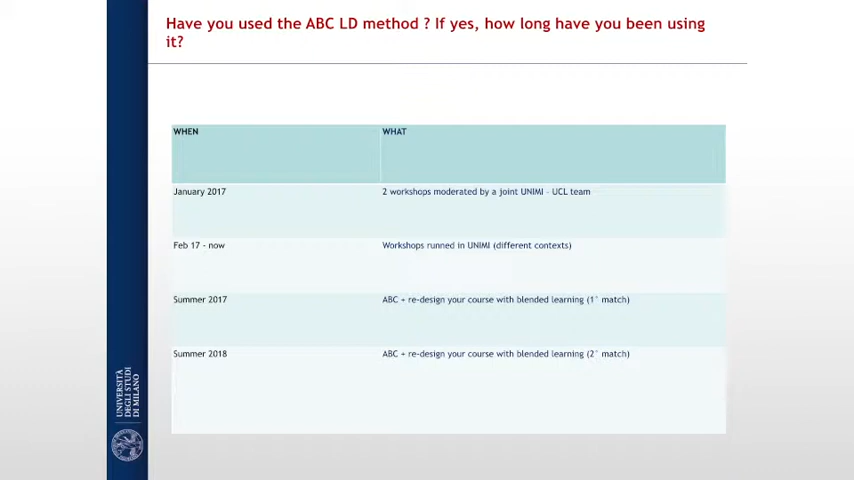 Have you used the ABC LD method ? If yes, how long have you been using
it?
WHEN
WHAT
January 2017
2 workshops moderated by a joint UNIMI – UCL team
Feb 17 – now
Workshops runned in UNIMI (different contexts)
Summer 2017
ABC + re-design your course with blended learning (1° match)
Summer 2018
ABC + re-design your course with blended learning (2° match)
UNIVERSITÀ
DEGLI STUDI
DI MILANO